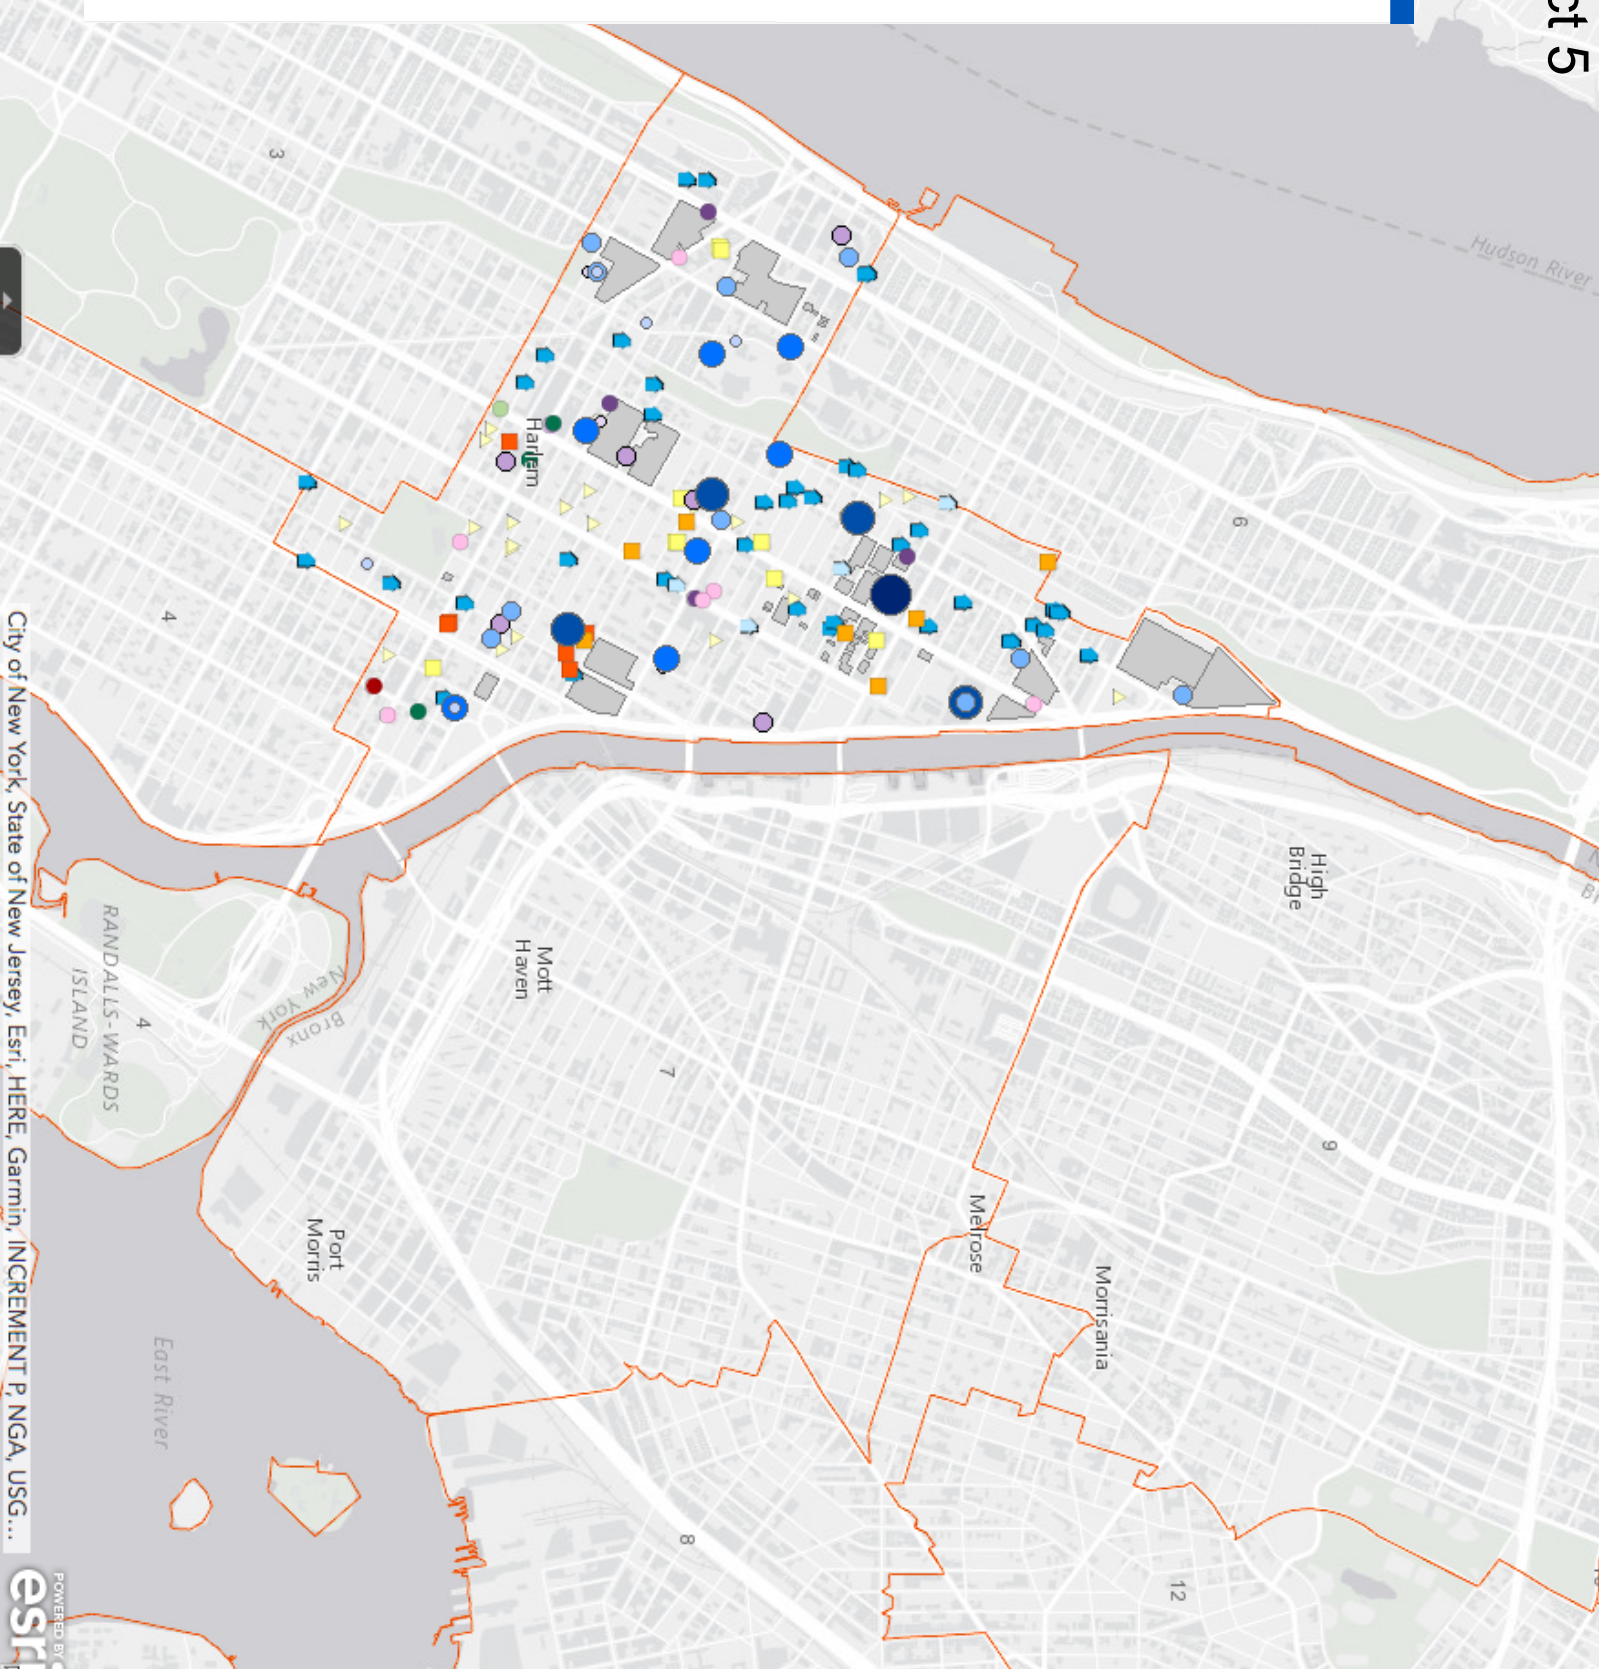 ct 5
Hudson River
3
6
Harlem
4
High
Bridge
Mott
Haven
RANDALLS-WARDS
ISLAND
4
New York
Bronx
7
9
Melrose
Port
Morris
Morrisania
East River
8
12
City of New York, State of New Jersey, Esri, HERE, Garmin, INCREMENT P, NGA, USG...
POWERED BY
esri